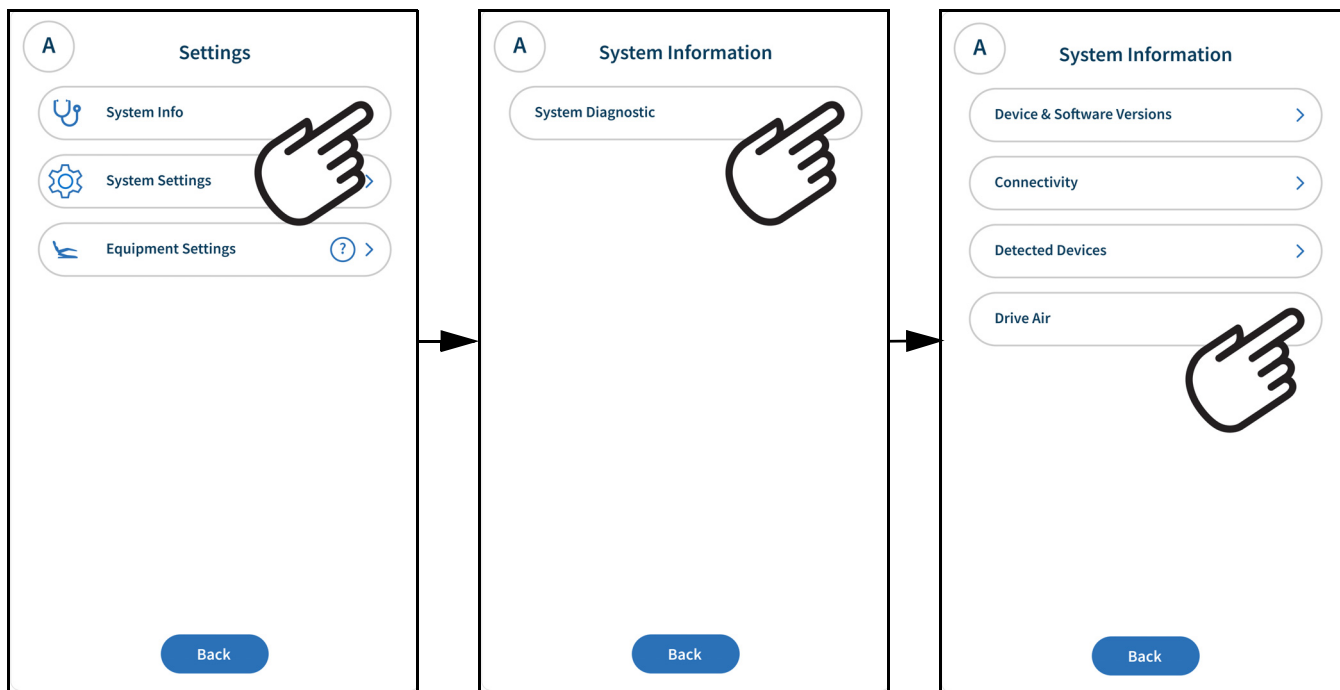 A
Settings
System Info
System Settings
Equipment Settings ?
Back
A
System Information
System Diagnostic
Back
A
System Information
Device & Software Versions
Connectivity
Detected Devices
Drive Air
Back